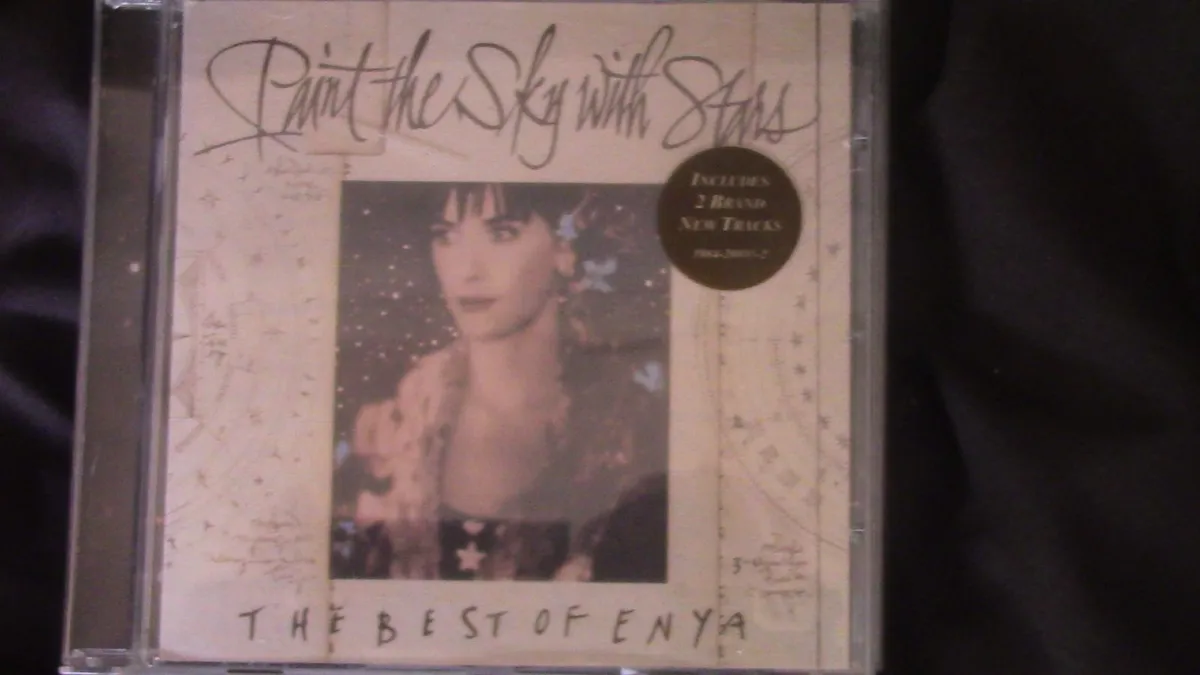 Paint the Sky with Stars
INCLUDES
2 BRAND
NEW TRACKS
THE BEST OF ENYA